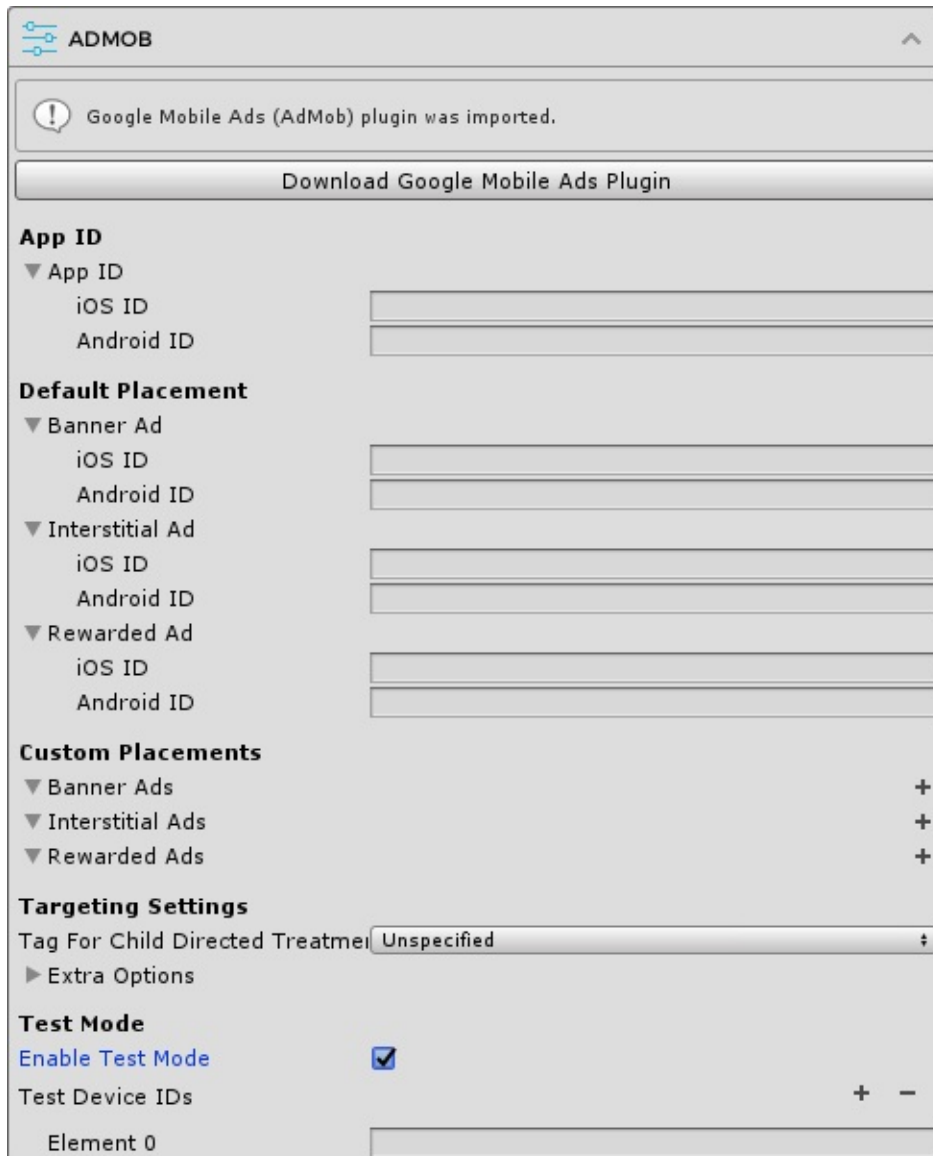 ADMOB
Google Mobile Ads (AdMob) plugin was imported.
Download Google Mobile Ads Plugin
App ID
App ID
iOS ID
Android ID
Default Placement
Banner Ad
iOS ID
Android ID
Interstitial Ad
iOS ID
Android ID
Rewarded Ad
iOS ID
Android ID
Custom Placements
Banner Ads +
Interstitial Ads +
Rewarded Ads +
Targeting Settings
Tag For Child Directed Treatmer Unspecified
Extra Options
Test Mode
Enable Test Mode
Test Device IDs + −
Element 0